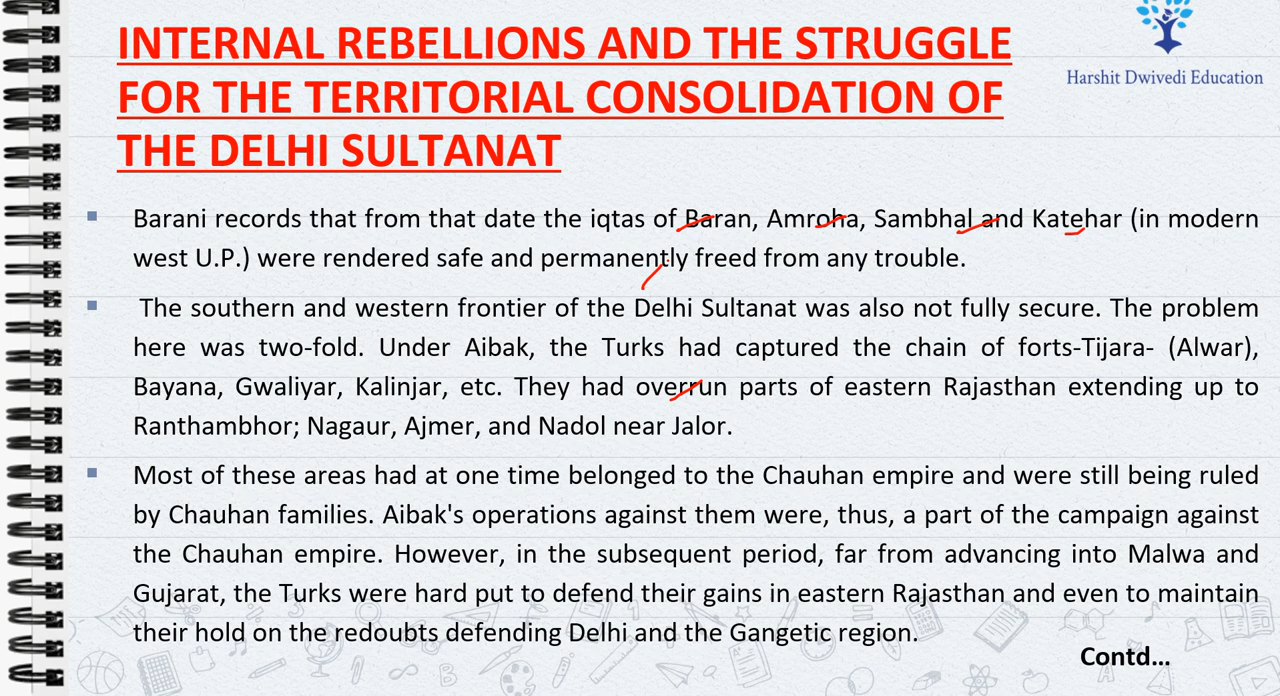 INTERNAL REBELLIONS AND THE STRUGGLE
FOR THE TERRITORIAL CONSOLIDATION OF
THE DELHI SULTANAT
Harshit Dwivedi Education
Barani records that from that date the iqtas of Baran, Amroha, Sambhal and Katehar (in modern
west U.P.) were rendered safe and permanently freed from any trouble.
The southern and western frontier of the Delhi Sultanat was also not fully secure. The problem
here was two-fold. Under Aibak, the Turks had captured the chain of forts-Tijara- (Alwar),
Bayana, Gwaliyar, Kalinjar, etc. They had overrun parts of eastern Rajasthan extending up to
Ranthambhor; Nagaur, Ajmer, and Nadol near Jalor.
Most of these areas had at one time belonged to the Chauhan empire and were still being ruled
by Chauhan families. Aibak's operations against them were, thus, a part of the campaign against
the Chauhan empire. However, in the subsequent period, far from advancing into Malwa and
Gujarat, the Turks were hard put to defend their gains in eastern Rajasthan and even to maintain
their hold on the redoubts defending Delhi and the Gangetic region.
Contd…